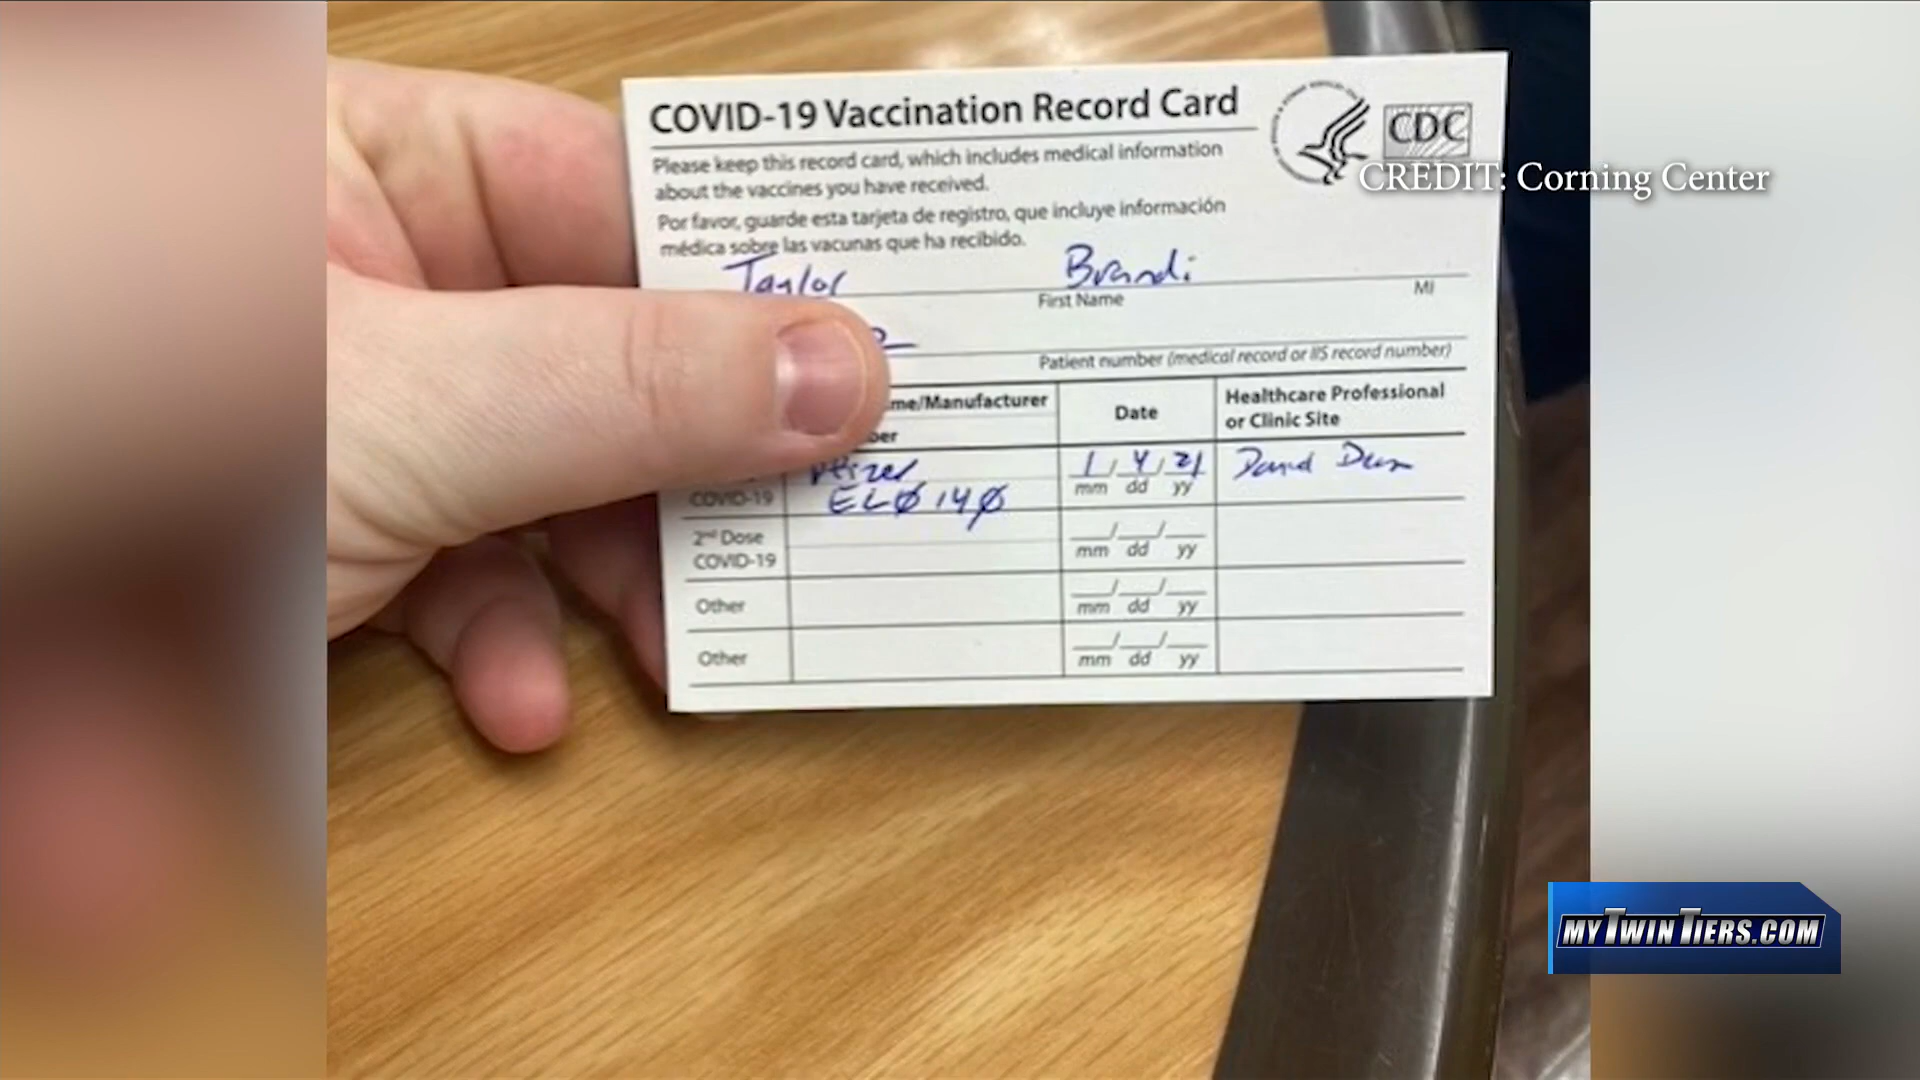 COVID-19 Vaccination Record Card
CDC
Please keep this record card, which includes medical information
about the vaccines you have received.
Por favor, guarde esta tarjeta de registro, que incluye información
médica sobre las vacunas que ha recibido.
CREDIT: Corning Center
Taylor Brandi
First Name MI
Patient number (medical record or IIS record number)
me/Manufacturer
ber
Date
Healthcare Professional
or Clinic Site
COVID-19
Pfizer
ELØ14Ø
1/4/21
mm dd yy
David
2nd Dose
COVID-19
mm dd yy
Other
mm dd yy
Other
mm dd yy
MYTWINTIERS.COM